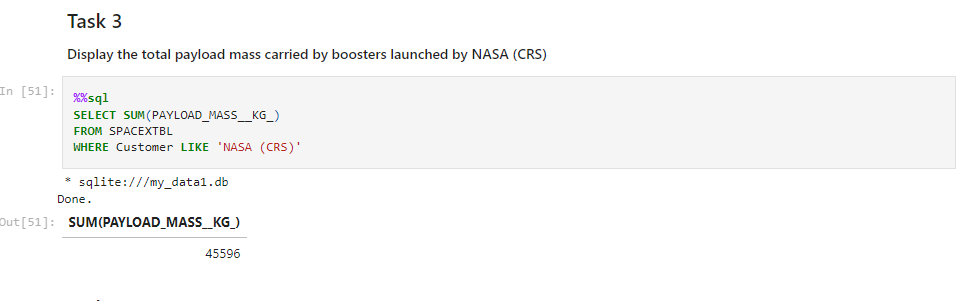 Task 3
Display the total payload mass carried by boosters launched by NASA (CRS)
In [51]:
%%sql
SELECT SUM(PAYLOAD_MASS__KG_)
FROM SPACEXTBL
WHERE Customer LIKE 'NASA (CRS)'
* sqlite:///my_data1.db
Done.
Out[51]:
SUM(PAYLOAD_MASS__KG_)
45596